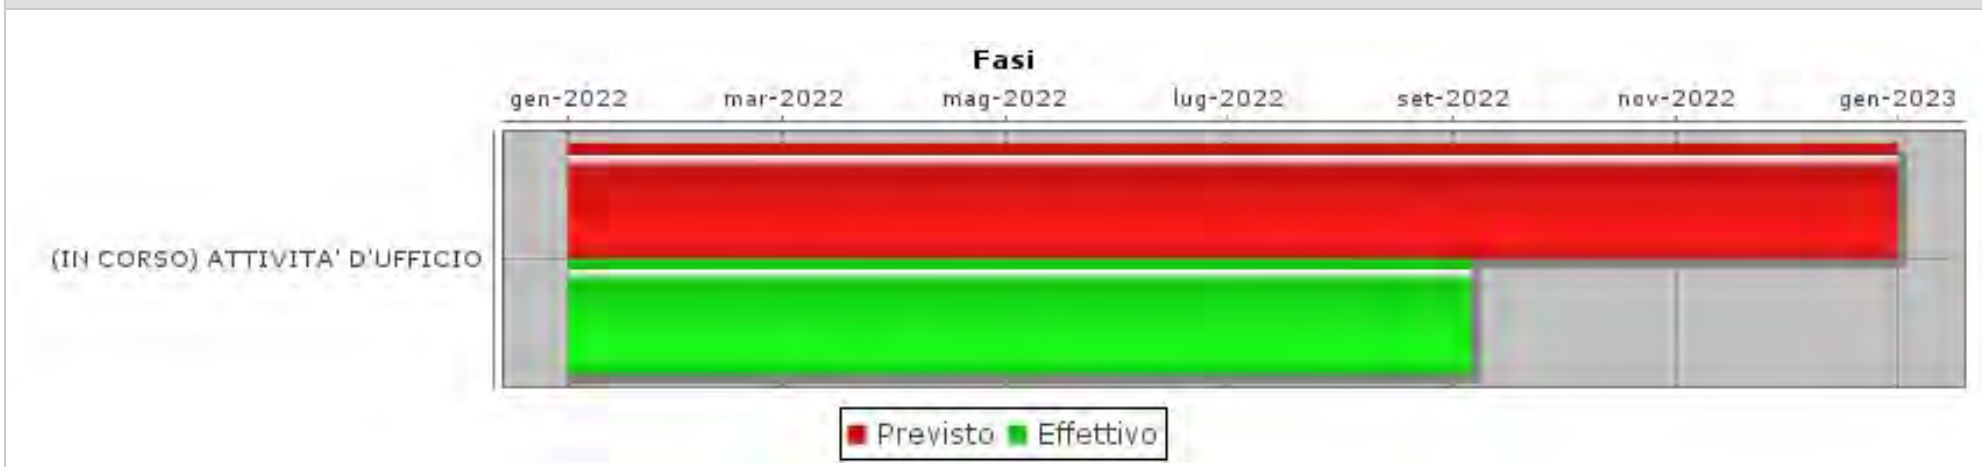 Fasi
gen-2022 mar-2022 mag-2022 lug-2022 set-2022 nov-2022 gen-2023
(IN CORSO) ATTIVITA' D'UFFICIO
Previsto Effettivo